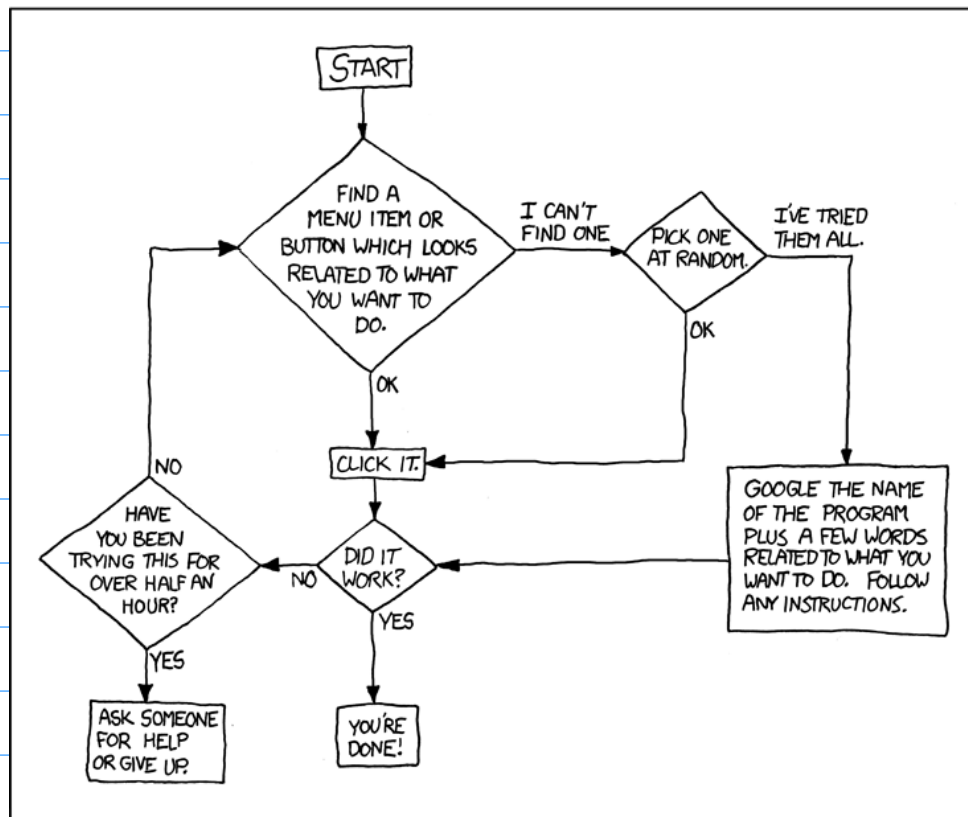 START
FIND A
MENU ITEM OR
BUTTON WHICH LOOKS
RELATED TO WHAT
YOU WANT TO
DO.
I CAN'T
FIND ONE
PICK ONE
AT RANDOM.
I'VE TRIED
THEM ALL.
OK
OK
CLICK IT.
NO
HAVE
YOU BEEN
TRYING THIS FOR
OVER HALF AN
HOUR?
NO
DID IT
WORK?
GOOGLE THE NAME
OF THE PROGRAM
PLUS A FEW WORDS
RELATED TO WHAT YOU
WANT TO DO. FOLLOW
ANY INSTRUCTIONS.
YES
YES
ASK SOMEONE
FOR HELP
OR GIVE UP.
YOU'RE
DONE!